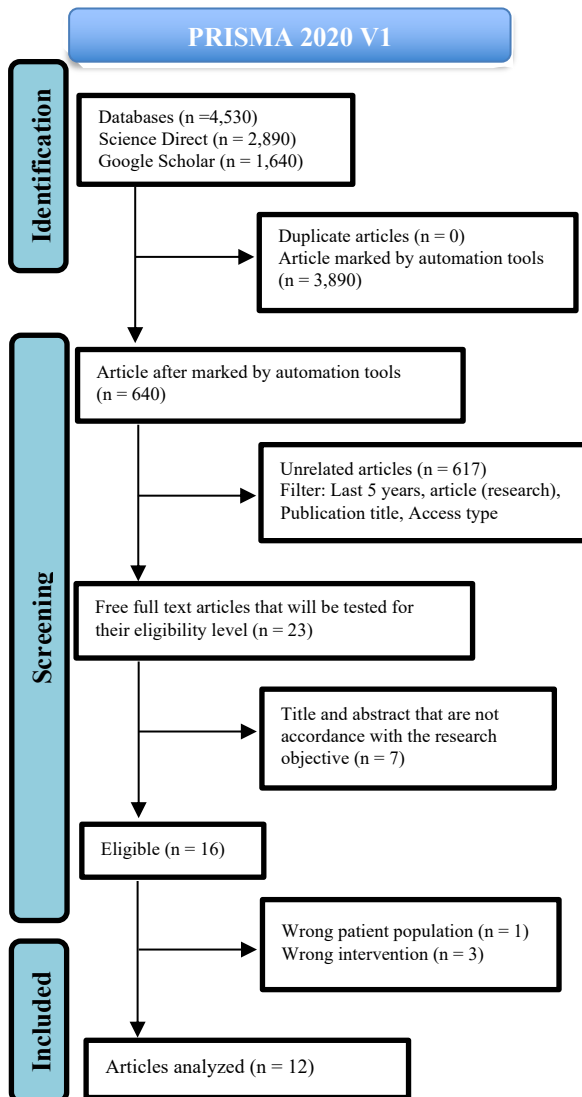 PRISMA 2020 V1
Identification
Databases (n =4,530)
Science Direct (n = 2,890)
Google Scholar (n = 1,640)
Duplicate articles (n = 0)
Article marked by automation tools
(n = 3,890)
Screening
Article after marked by automation tools
(n = 640)
Unrelated articles (n = 617)
Filter: Last 5 years, article (research),
Publication title, Access type
Free full text articles that will be tested for
their eligibility level (n = 23)
Title and abstract that are not
accordance with the research
objective (n = 7)
Eligible (n = 16)
Wrong patient population (n = 1)
Wrong intervention (n = 3)
Included
Articles analyzed (n = 12)